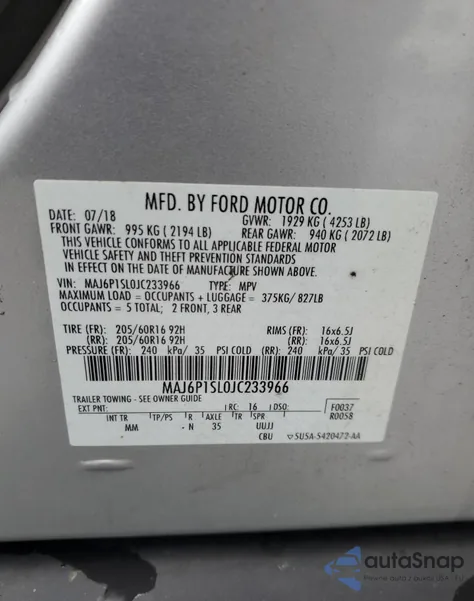 MFD. BY FORD MOTOR CO.
DATE: 07/18 GVWR: 1929 KG ( 4253 LB)
FRONT GAWR: 995 KG ( 2194 LB) REAR GAWR: 940 KG ( 2072 LB)
THIS VEHICLE CONFORMS TO ALL APPLICABLE FEDERAL MOTOR
VEHICLE SAFETY AND THEFT PREVENTION STANDARDS
IN EFFECT ON THE DATE OF MANUFACTURE SHOWN ABOVE.
VIN: MAJ6P1SL0JC233966 TYPE: MPV
MAXIMUM LOAD = OCCUPANTS + LUGGAGE = 375KG/ 827LB
OCCUPANTS = 5 TOTAL; 2 FRONT, 3 REAR
TIRE (FR): 205/60R16 92H RIMS (FR): 16x6.5J
(RR): 205/60R16 92H (RR): 16x6.5J
PRESSURE (FR): 240 kPa/ 35 PSI COLD (RR): 240 kPa/ 35 PSI COLD
MAJ6P1SL0JC233966
TRAILER TOWING - SEE OWNER GUIDE
EXT PNT: RC: 16 DSO: F0037
R0058
INT TR TP/PS R AXLE TR SPR
MM - N 35 UUJJ
CBU 5U5A-5420472-AA
autoSnap